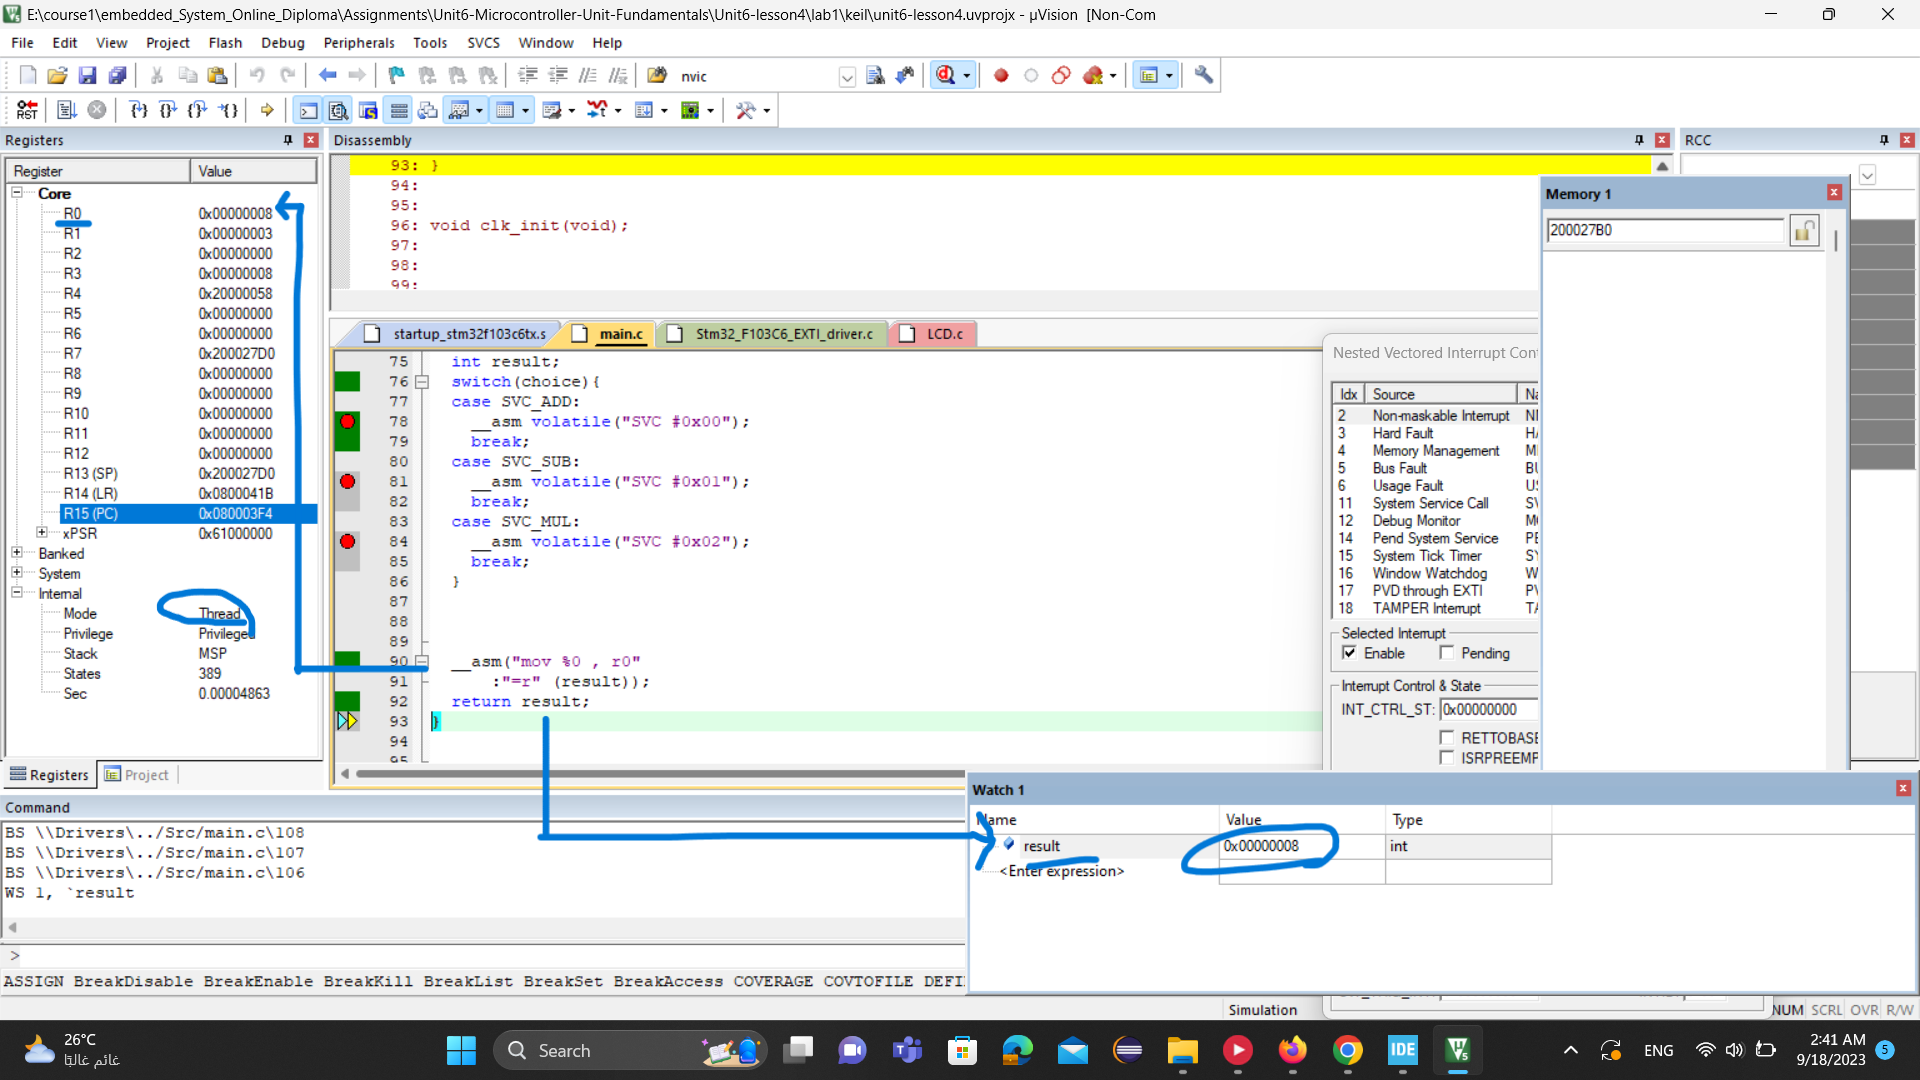 E:\course1\embedded_System_Online_Diploma\Assignments\Unit6-Microcontroller-Unit-Fundamentals\Unit6-lesson4\lab1\keil\unit6-lesson4.uvprojx - µVision [Non-Com
File Edit View Project Flash Debug Peripherals Tools SVCS Window Help
nvic
RST
Registers
Register Value
Core
R0 0x00000008
R1 0x00000003
R2 0x00000000
R3 0x00000008
R4 0x20000058
R5 0x00000000
R6 0x00000000
R7 0x200027D0
R8 0x00000000
R9 0x00000000
R10 0x00000000
R11 0x00000000
R12 0x00000000
R13 (SP) 0x200027D0
R14 (LR) 0x0800041B
R15 (PC) 0x080003F4
xPSR 0x61000000
Banked
System
Internal
Mode Thread
Privilege Privileged
Stack MSP
States 389
Sec 0.00004863
Registers Project
Disassembly
93: }
94:
95:
96: void clk_init(void);
97:
98:
99:
startup_stm32f103c6tx.s main.c Stm32_F103C6_EXTI_driver.c LCD.c
75 int result;
76 switch(choice){
77 case SVC_ADD:
78 __asm volatile("SVC #0x00");
79 break;
80 case SVC_SUB:
81 __asm volatile("SVC #0x01");
82 break;
83 case SVC_MUL:
84 __asm volatile("SVC #0x02");
85 break;
86 }
87
88
89
90 __asm("mov %0 , r0"
91 :"=r" (result));
92 return result;
93 }
94
95
RCC
Memory 1
200027B0
Nested Vectored Interrupt Cont
Idx Source
2 Non-maskable Interrupt
3 Hard Fault
4 Memory Management
5 Bus Fault
6 Usage Fault
11 System Service Call
12 Debug Monitor
14 Pend System Service
15 System Tick Timer
16 Window Watchdog
17 PVD through EXTI
18 TAMPER Interrupt
Selected Interrupt
Enable Pending
Interrupt Control & State
INT_CTRL_ST: 0x00000000
RETTOBASE
ISRPREEMP
Command
BS \\Drivers\../Src/main.c\108
BS \\Drivers\../Src/main.c\107
BS \\Drivers\../Src/main.c\106
WS 1, `result
>
ASSIGN BreakDisable BreakEnable BreakKill BreakList BreakSet BreakAccess COVERAGE COVTOFILE DEFI
Watch 1
Name Value Type
result 0x00000008 int
<Enter expression>
Simulation NUM SCRL OVR R/W
26°C
غائم غالبًا
Search
IDE
ENG
2:41 AM
9/18/2023
5